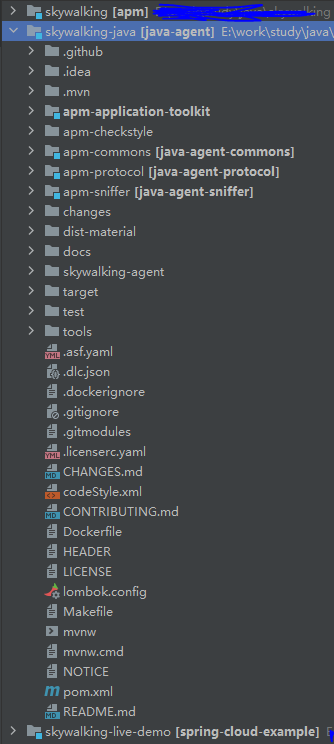 skywalking [apm]
skywalking-java [java-agent] E:\work\study\java\
.github
.idea
.mvn
apm-application-toolkit
apm-checkstyle
apm-commons [java-agent-commons]
apm-protocol [java-agent-protocol]
apm-sniffer [java-agent-sniffer]
changes
dist-material
docs
skywalking-agent
target
test
tools
.asf.yaml
.dlc.json
.dockerignore
.gitignore
.gitmodules
.licenserc.yaml
CHANGES.md
codeStyle.xml
CONTRIBUTING.md
Dockerfile
HEADER
LICENSE
lombok.config
Makefile
mvnw
mvnw.cmd
NOTICE
pom.xml
README.md
skywalking-live-demo [spring-cloud-example]